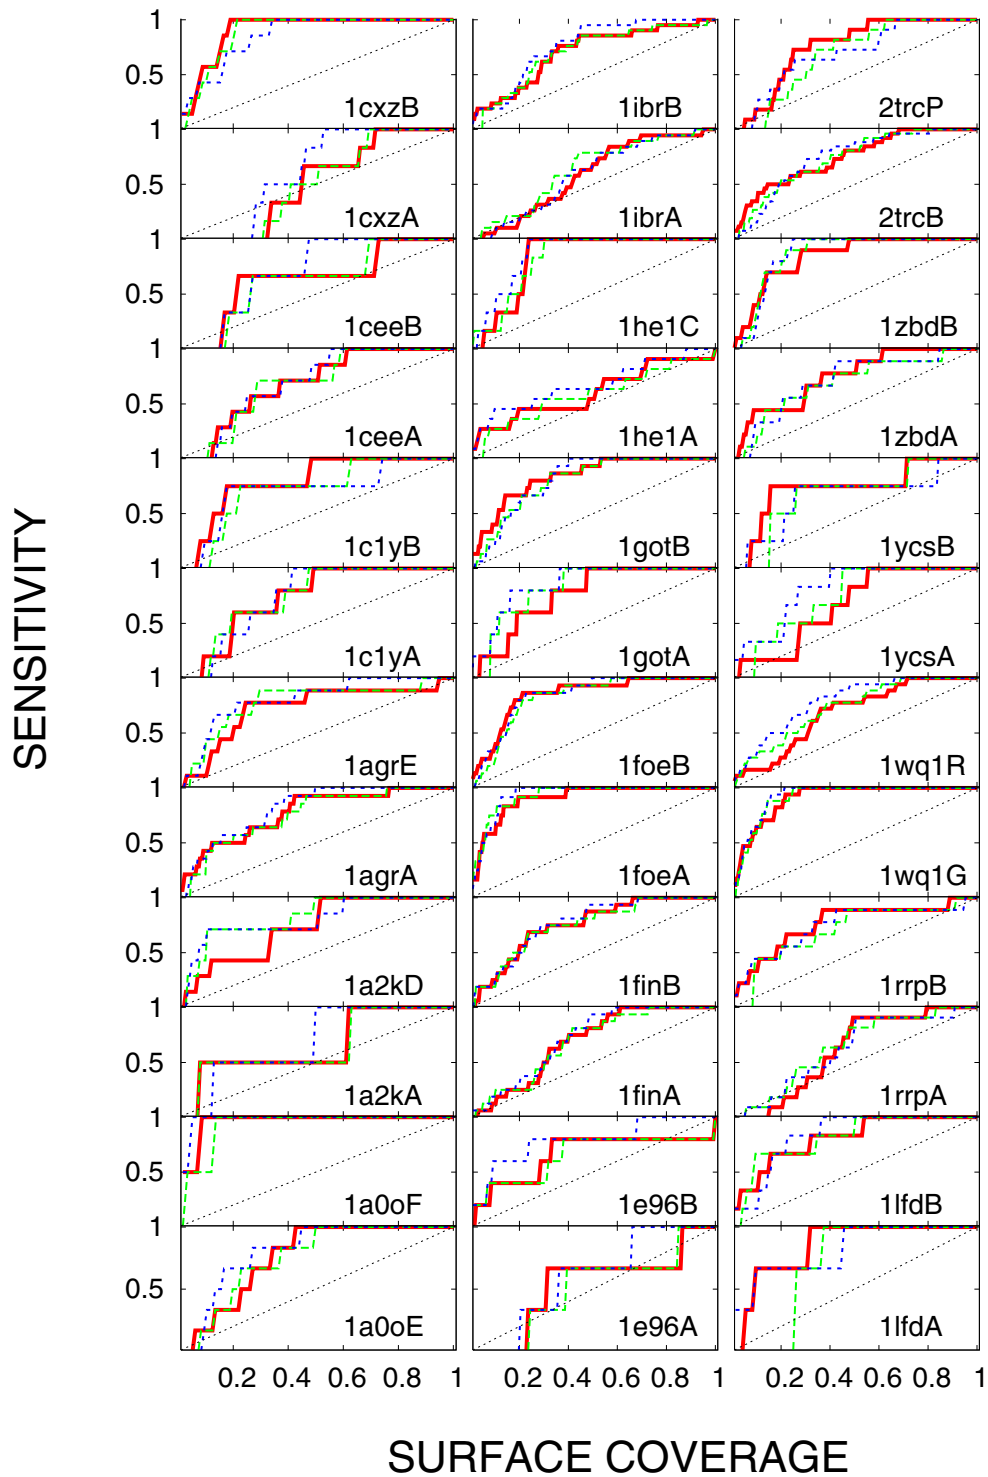 1
0.5
1cxzB
1ibrB
2trcP
1
0.5
1cxzA
1ibrA
2trcB
1
0.5
1ceeB
1he1C
1zbdB
1
0.5
1ceeA
1he1A
1zbdA
1
0.5
1c1yB
1gotB
1ycsB
1
0.5
1c1yA
1gotA
1ycsA
1
0.5
1agrE
1foeB
1wq1R
1
0.5
1agrA
1foeA
1wq1G
1
0.5
1a2kD
1finB
1rrpB
1
0.5
1a2kA
1finA
1rrpA
1
0.5
1a0oF
1e96B
1lfdB
1
0.5
1a0oE
1e96A
1lfdA
0.2 0.4 0.6 0.8 1
0.2 0.4 0.6 0.8 1
0.2 0.4 0.6 0.8 1
SENSITIVITY
SURFACE COVERAGE